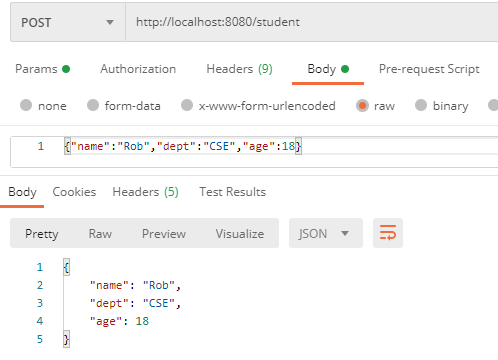 POST http://localhost:8080/student
Params Authorization Headers (9) Body Pre-request Script
none form-data x-www-form-urlencoded raw binary
1 {"name":"Rob","dept":"CSE","age":18}
Body Cookies Headers (5) Test Results
Pretty Raw Preview Visualize JSON
1 {
2 "name": "Rob",
3 "dept": "CSE",
4 "age": 18
5 }